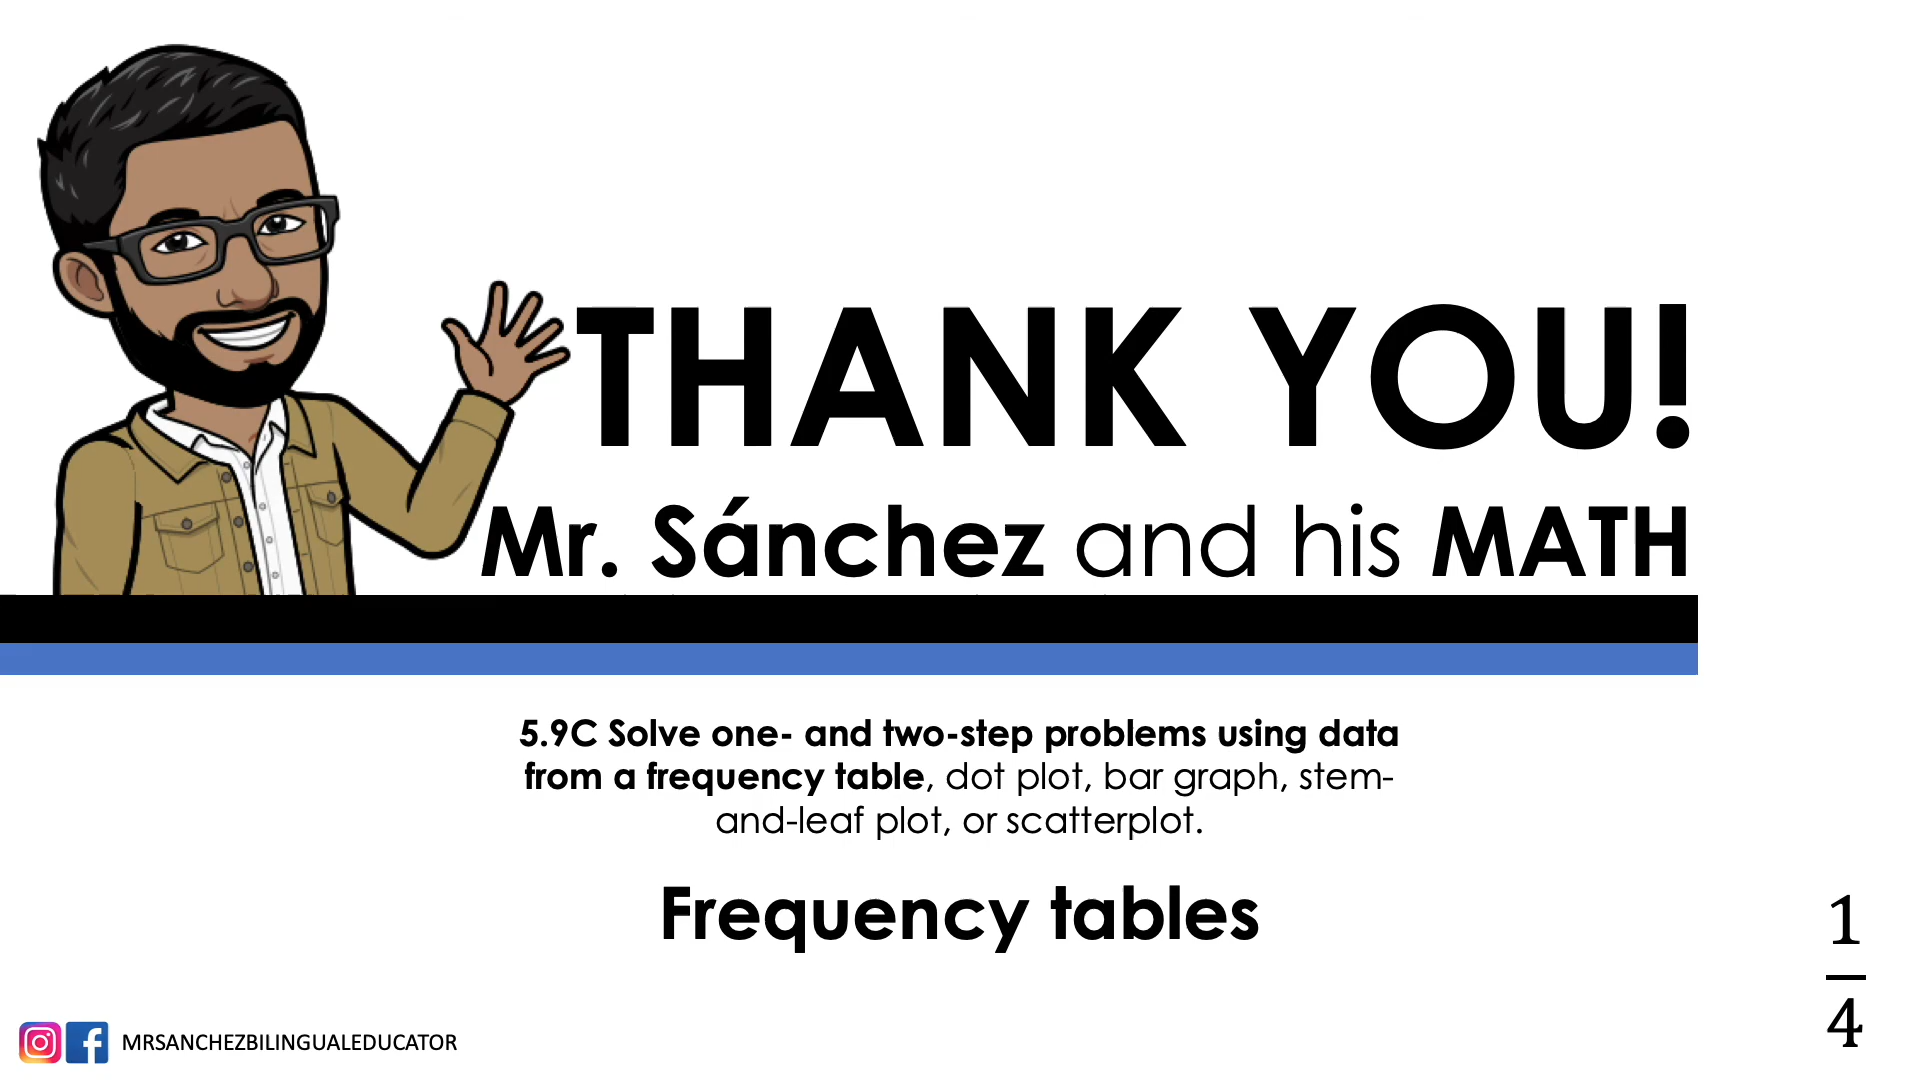 THANK YOU!
Mr. Sánchez and his MATH
5.9C Solve one- and two-step problems using data
from a frequency table, dot plot, bar graph, stem-
and-leaf plot, or scatterplot.
Frequency tables
1
4
MRSANCHEZBILINGUALEDUCATOR